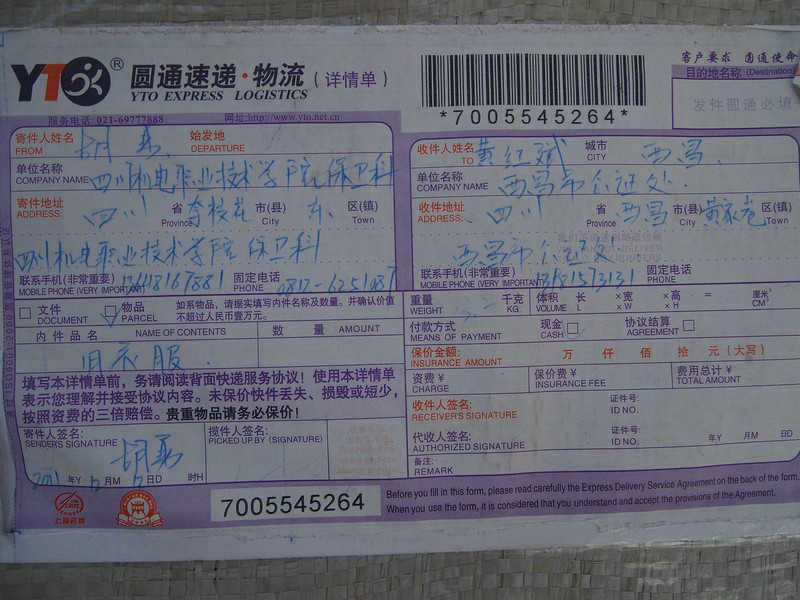 YTO ® 圆通速递·物流 (详情单)
YTO EXPRESS LOGISTICS
服务电话 021-69777888 网址:http://www.yto.net.cn
*7005545264*
客户要求 圆通使命
目的地名称(Destination)
发件圆通必填
寄件人姓名 始发地
FROM 胡 DEPARTURE
单位名称
COMPANY NAME 四川机电职业技术学院 保卫科
寄件地址
ADDRESS: 四川 省 Province 攀枝花 市(县) City 东 区(镇) Town
四川机电职业技术学院 保卫科
联系手机(非常重要) 固定电话
MOBILE PHONE (VERY IMPORTANT) PHONE 0812-6251087
收件人姓名 城市
TO 黄红斌 CITY 西昌
单位名称
COMPANY NAME 西昌市公证处
收件地址
ADDRESS: 四川 省 Province 西昌 市(县) City 区(镇) Town
西昌市公证处
联系手机(非常重要) 固定电话
MOBILE PHONE (VERY IMPORTANT) 13981573131 PHONE
文件 物品 如系物品,请据实填写内件名称及数量,并确认价值
DOCUMENT PARCEL 不超过人民币壹万元。
内 件 品 名 NAME OF CONTENTS 数 量 AMOUNT
旧衣服
填写本详情单前,务请阅读背面快递服务协议!使用本详情单
表示您理解并接受协议内容。未保价快件丢失、损毁或短少,
按照资费的三倍赔偿。贵重物品请务必保价!
寄件人签名: 揽件人签名:
SENDERS SIGNATURE PICKED UP BY (SIGNATURE)
胡
2011 年Y 12 月M 日D 时H
重量 千克 体积 长 ×宽 ×高 = 厘米³
WEIGHT KG. VOLUME L ×W ×H CM³
付款方式 现金 协议结算
MEANS OF PAYMENT CASH AGREEMENT
保价金额: 万 仟 佰 拾 元 (大写)
INSURANCE AMOUNT
资费¥ 保价费¥ 费用总计¥
CHARGE INSURANCE FEE TOTAL AMOUNT
收件人签名: 证件号:
RECEIVER'S SIGNATURE ID NO.
代收人签名: 证件号:
AUTHORIZED SIGNATURE ID NO. 年Y 月M 日D
备注:
REMARK
7005545264
Before you fill in this form, please read carefully the Express Delivery Service Agreement on the back of the form.
When you use the form, it is considered that you understand and accept the provisions of the Agreement.
上海名牌